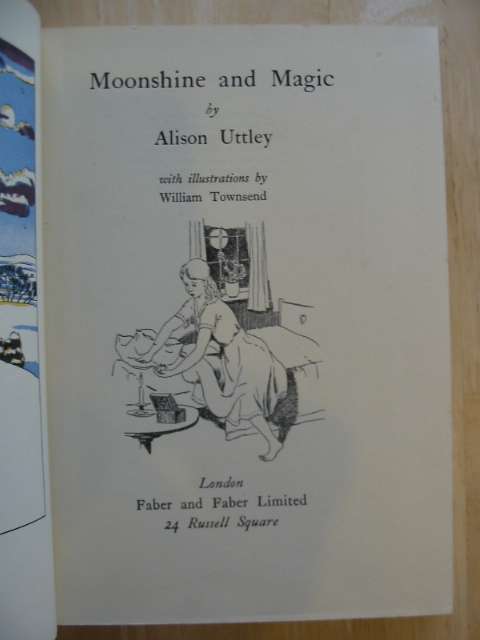 Moonshine and Magic
by
Alison Uttley
with illustrations by
William Townsend
London
Faber and Faber Limited
24 Russell Square